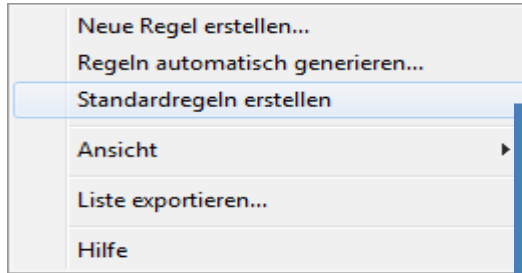 Neue Regel erstellen...
Regeln automatisch generieren...
Standardregeln erstellen
Ansicht
Liste exportieren...
Hilfe